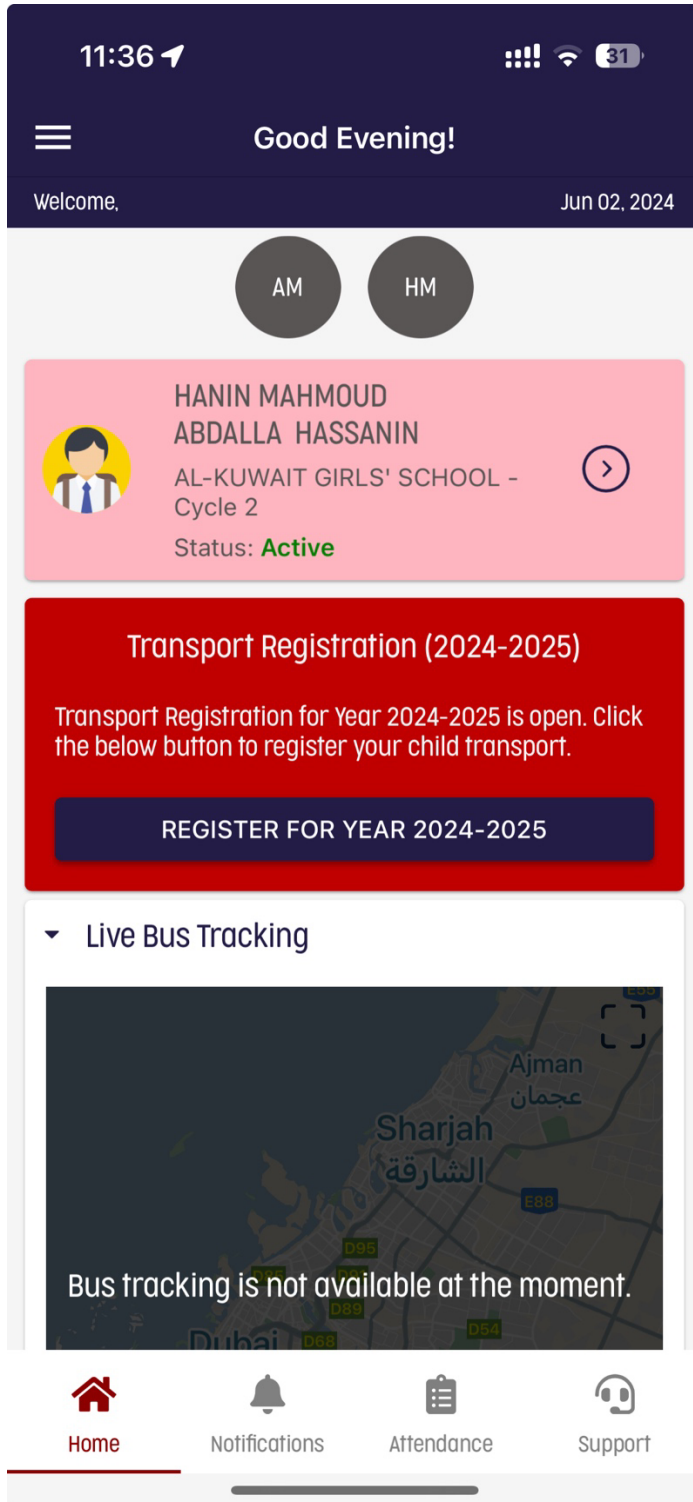 11:36
31
Good Evening!
Welcome,
Jun 02, 2024
AM
HM
HANIN MAHMOUD
ABDALLA HASSANIN
AL-KUWAIT GIRLS' SCHOOL -
Cycle 2
Status: Active
Transport Registration (2024-2025)
Transport Registration for Year 2024-2025 is open. Click
the below button to register your child transport.
REGISTER FOR YEAR 2024-2025
Live Bus Tracking
E55
Ajman
عجمان
Sharjah
الشارقة
E88
D95
Bus tracking is not available at the moment.
D89
D54
Dubai
D68
Home
Notifications
Attendance
Support